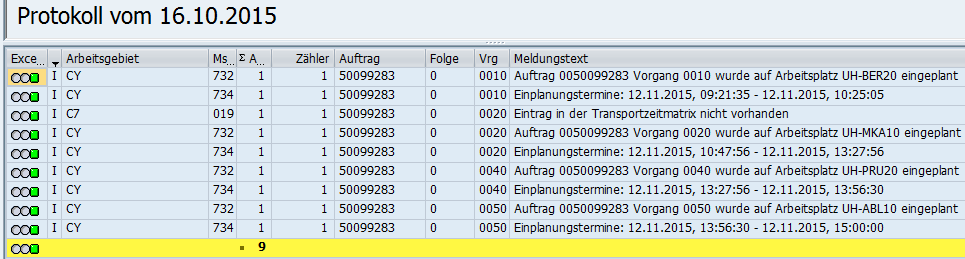 Protokoll vom 16.10.2015
Exce... Arbeitsgebiet Ms... Σ A... Zähler Auftrag Folge Vrg Meldungstext
I CY 732 1 1 50099283 0 0010 Auftrag 0050099283 Vorgang 0010 wurde auf Arbeitsplatz UH-BER20 eingeplant
I CY 734 1 1 50099283 0 0010 Einplanungstermine: 12.11.2015, 09:21:35 - 12.11.2015, 10:25:05
I C7 019 1 1 50099283 0 0020 Eintrag in der Transportzeitmatrix nicht vorhanden
I CY 732 1 1 50099283 0 0020 Auftrag 0050099283 Vorgang 0020 wurde auf Arbeitsplatz UH-MKA10 eingeplant
I CY 734 1 1 50099283 0 0020 Einplanungstermine: 12.11.2015, 10:47:56 - 12.11.2015, 13:27:56
I CY 732 1 1 50099283 0 0040 Auftrag 0050099283 Vorgang 0040 wurde auf Arbeitsplatz UH-PRU20 eingeplant
I CY 734 1 1 50099283 0 0040 Einplanungstermine: 12.11.2015, 13:27:56 - 12.11.2015, 13:56:30
I CY 732 1 1 50099283 0 0050 Auftrag 0050099283 Vorgang 0050 wurde auf Arbeitsplatz UH-ABL10 eingeplant
I CY 734 1 1 50099283 0 0050 Einplanungstermine: 12.11.2015, 13:56:30 - 12.11.2015, 15:00:00
▪ 9